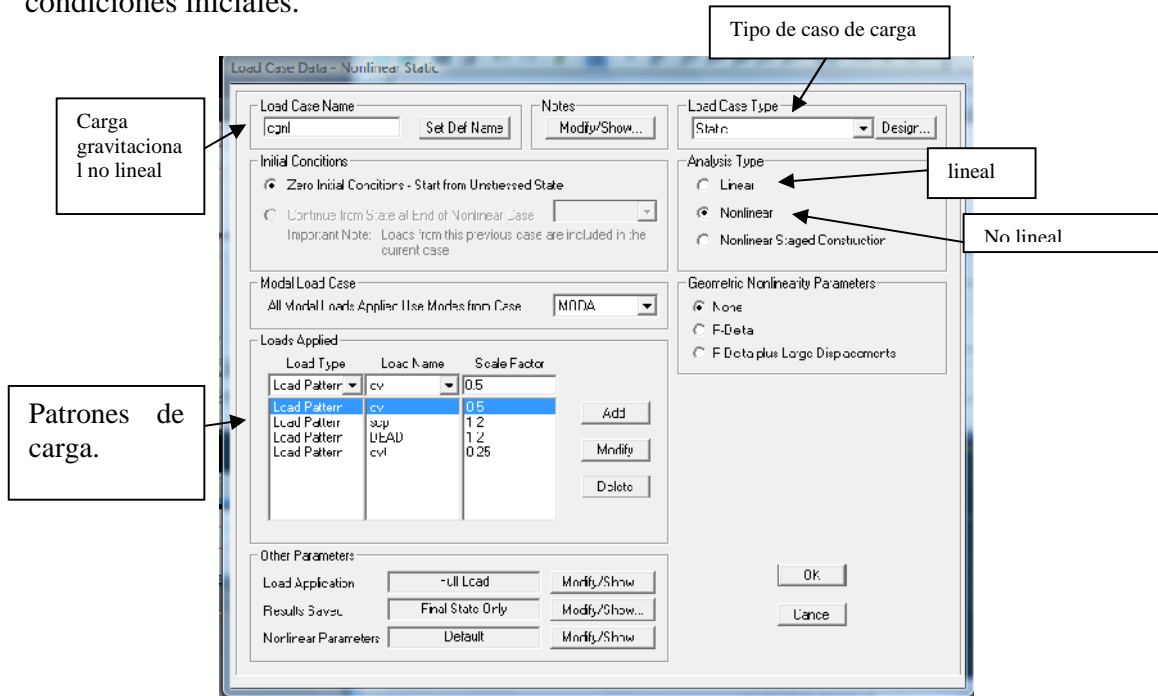 condiciones iniciales.
Tipo de caso de carga
Load Case Data - Nonlinear Static
Carga
gravitaciona
l no lineal
Load Case Name
cgnl
Set Def Name
Notes
Modify/Show...
Load Case Type
Static
Design...
Initial Conditions
Zero Initial Conditions - Start from Unstressed State
Continue from State at End of Nonlinear Case
Important Note: Loads from this previous case are included in the
current case
Analysis Type
Linear
Nonlinear
Nonlinear Staged Construction
lineal
No lineal
Modal Load Case
All Modal Loads Applied Use Modes from Case
MODA
Geometric Nonlinearity Parameters
None
P-Delta
P-Delta plus Large Displacements
Patrones de
carga.
Loads Applied
Load Type Load Name Scale Factor
Load Pattern cv 0.5
Load Pattern cv 0.5
Load Pattern scp 1.2
Load Pattern DEAD 1.2
Load Pattern 0.25
Add
Modify
Delete
Other Parameters
Load Application Full Load Modify/Show
Results Saved Final State Only Modify/Show...
Nonlinear Parameters Default Modify/Show
OK
Cancel